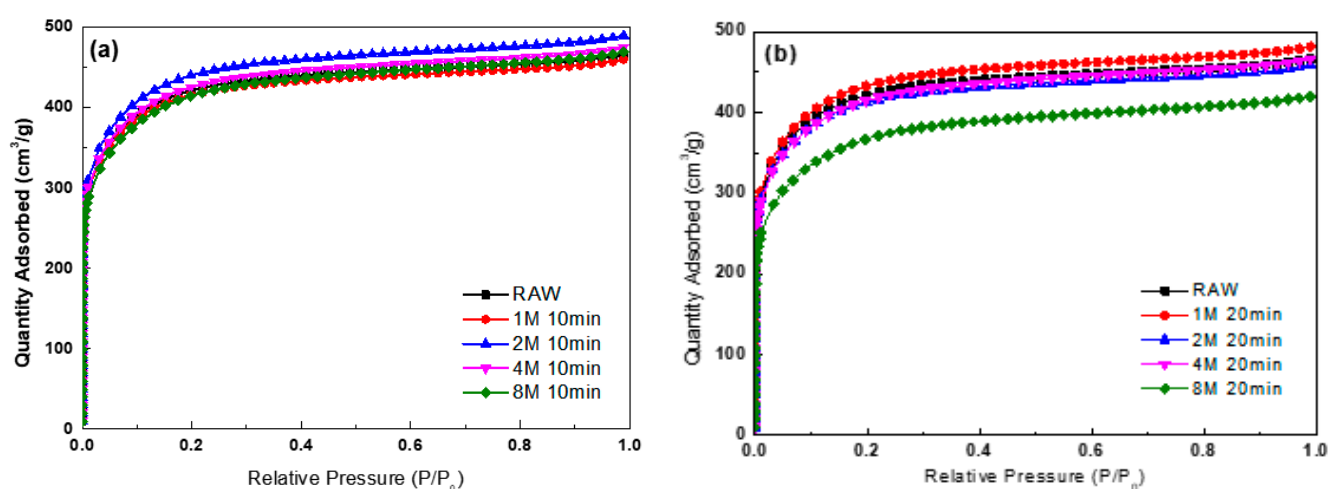 (a)
Quantity Adsorbed (cm³/g)
500
400
300
200
100
0
RAW
1M 10min
2M 10min
4M 10min
8M 10min
0.0 0.2 0.4 0.6 0.8 1.0
Relative Pressure (P/P₀)
(b)
Quantity Adsorbed (cm³/g)
500
400
300
200
100
0
RAW
1M 20min
2M 20min
4M 20min
8M 20min
0.0 0.2 0.4 0.6 0.8 1.0
Relative Pressure (P/P₀)